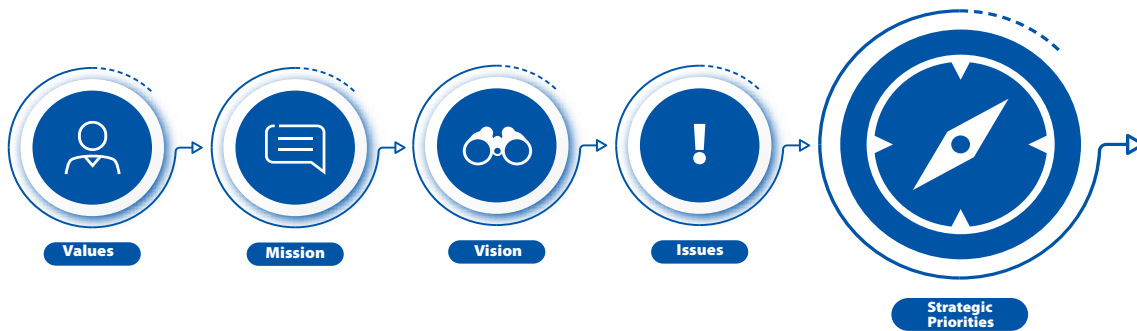 Values
Mission
Vision
Issues
Strategic
Priorities